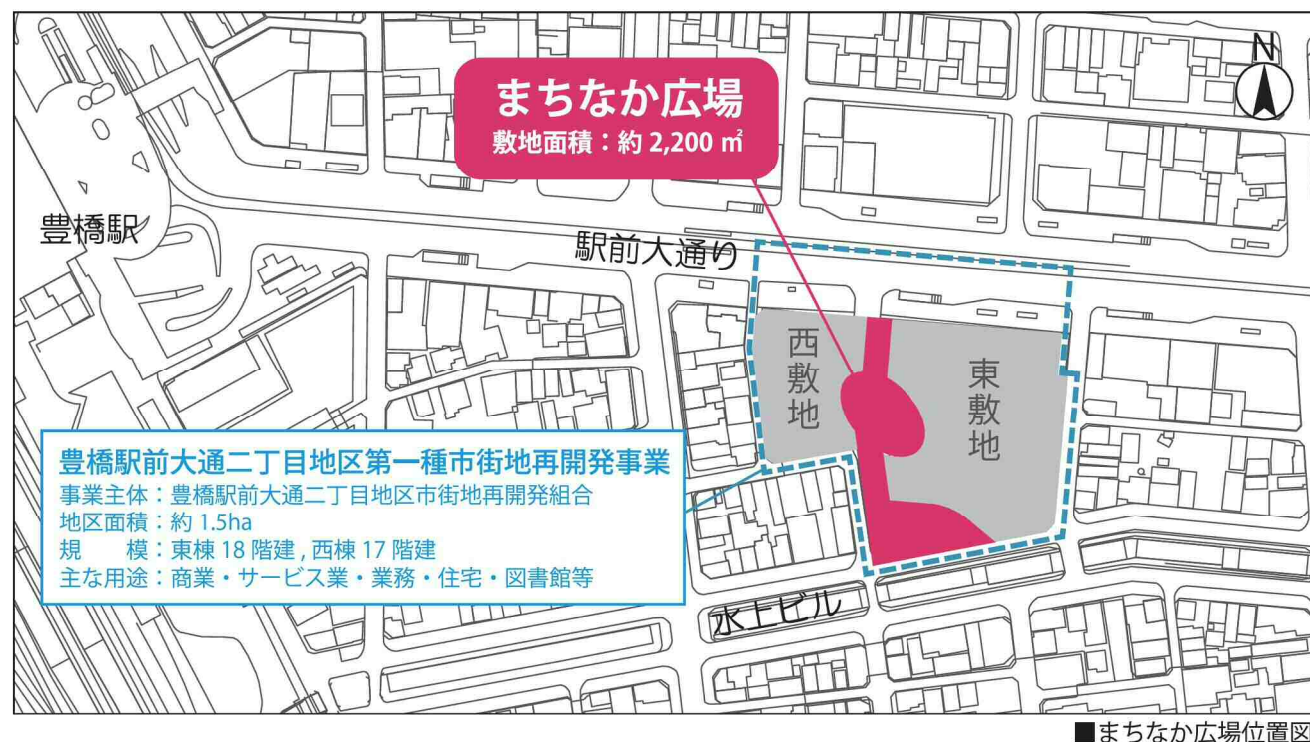 まちなか広場
敷地面積：約 2,200 ㎡
N
豊橋駅
駅前大通り
西敷地
東敷地
豊橋駅前大通二丁目地区第一種市街地再開発事業
事業主体：豊橋駅前大通二丁目地区市街地再開発組合
地区面積：約 1.5ha
規　　模：東棟 18 階建 , 西棟 17 階建
主な用途：商業・サービス業・業務・住宅・図書館等
水上ビル
■まちなか広場位置図